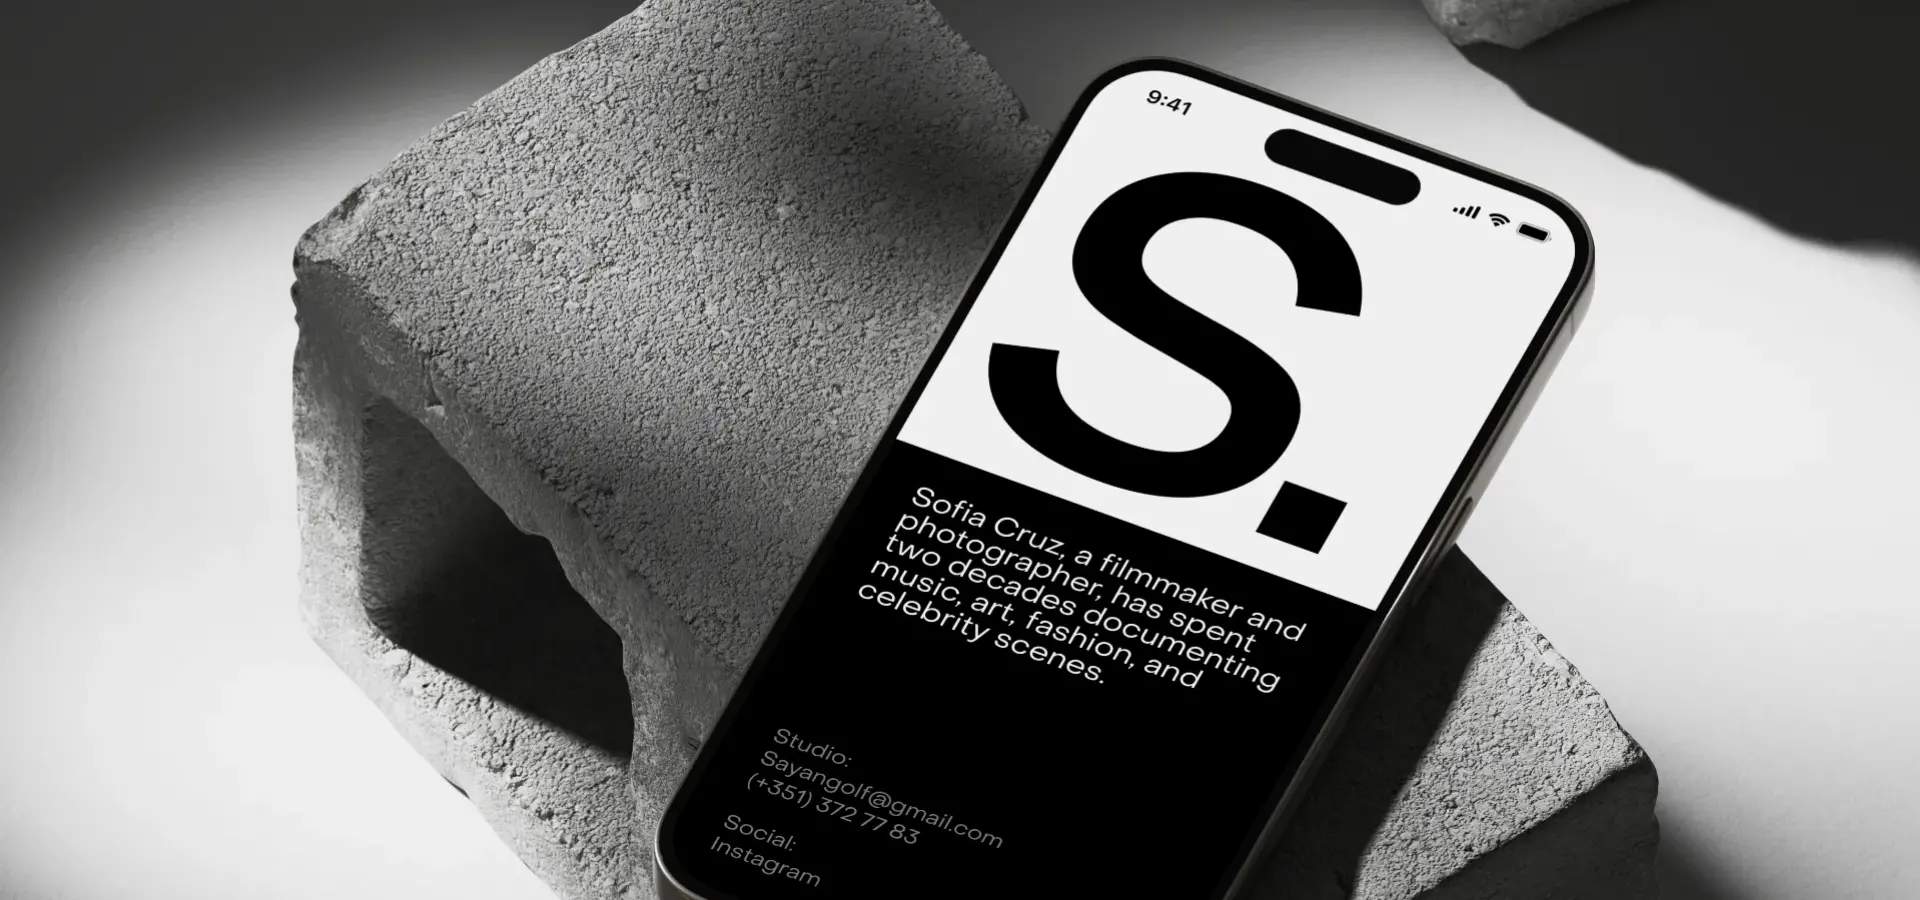 9:41
S.
Sofia Cruz, a filmmaker and
photographer, has spent
two decades documenting
music, art, fashion, and
celebrity scenes.
Studio:
Sayangolf@gmail.com
(+351) 372 77 83
Social:
Instagram